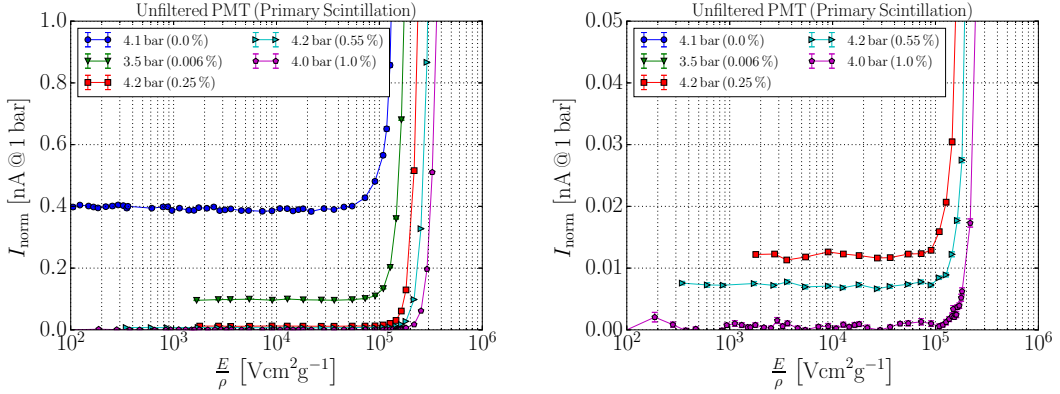 Unfiltered PMT (Primary Scintillation)
1.0
0.8
0.6
0.4
0.2
0.0
I_norm [nA @ 1 bar]
4.1 bar (0.0 %)
3.5 bar (0.006 %)
4.2 bar (0.25 %)
4.2 bar (0.55 %)
4.0 bar (1.0 %)
10^2 10^3 10^4 10^5 10^6
E/ρ [Vcm^2g^−1]
Unfiltered PMT (Primary Scintillation)
0.05
0.04
0.03
0.02
0.01
0.00
I_norm [nA @ 1 bar]
4.1 bar (0.0 %)
3.5 bar (0.006 %)
4.2 bar (0.25 %)
4.2 bar (0.55 %)
4.0 bar (1.0 %)
10^2 10^3 10^4 10^5 10^6
E/ρ [Vcm^2g^−1]